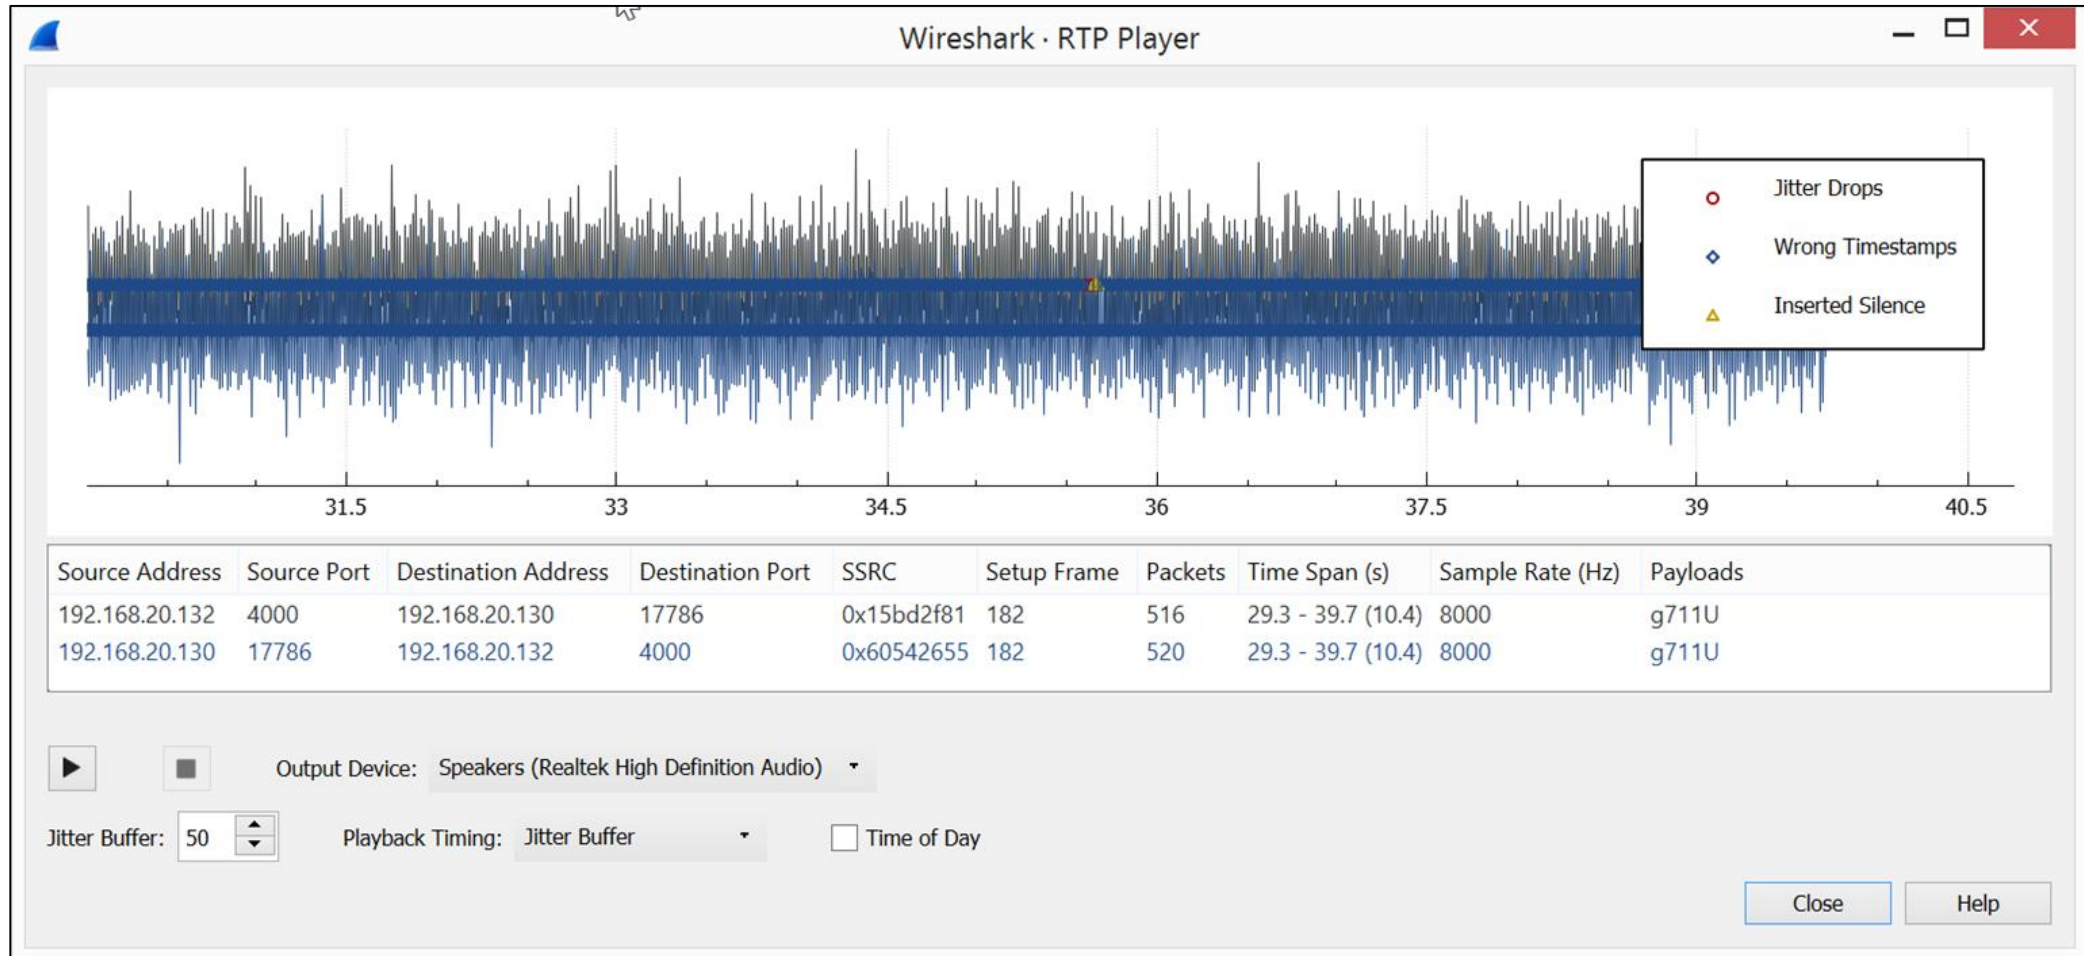 Wireshark · RTP Player
Jitter Drops
Wrong Timestamps
Inserted Silence
31.5 33 34.5 36 37.5 39 40.5
Source Address Source Port Destination Address Destination Port SSRC Setup Frame Packets Time Span (s) Sample Rate (Hz) Payloads
192.168.20.132 4000 192.168.20.130 17786 0x15bd2f81 182 516 29.3 - 39.7 (10.4) 8000 g711U
192.168.20.130 17786 192.168.20.132 4000 0x60542655 182 520 29.3 - 39.7 (10.4) 8000 g711U
Output Device: Speakers (Realtek High Definition Audio)
Jitter Buffer: 50 Playback Timing: Jitter Buffer Time of Day
Close Help